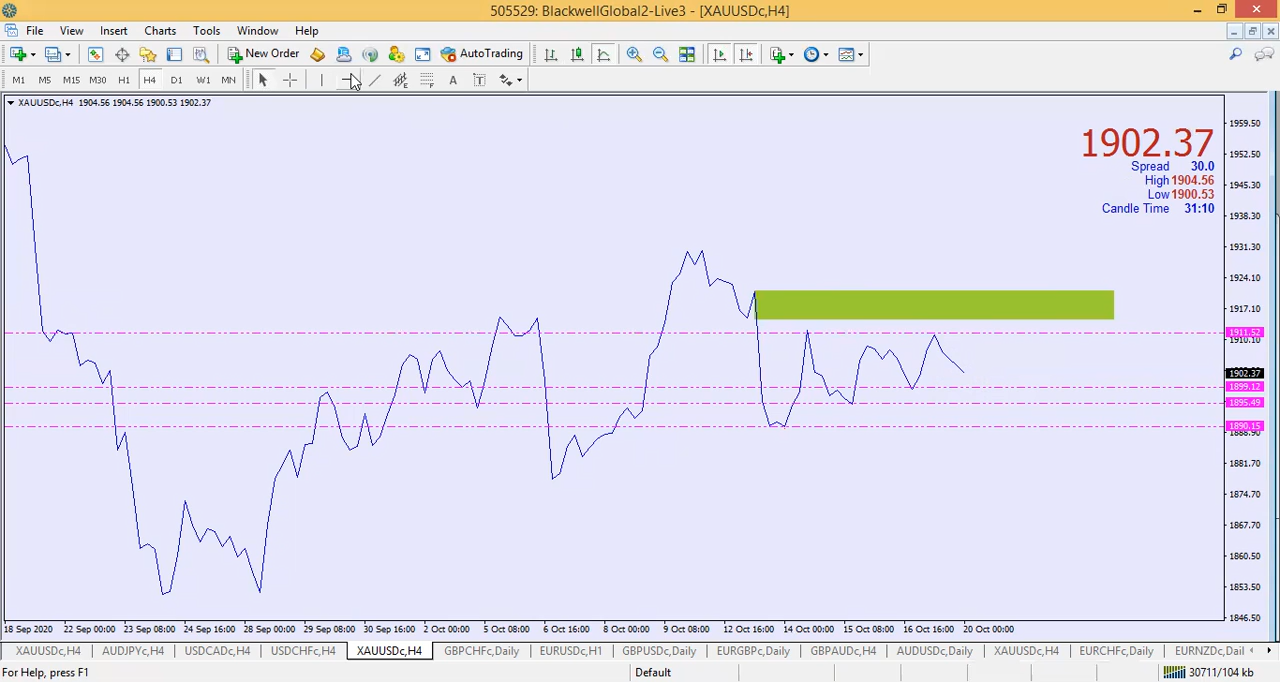 505529: BlackwellGlobal2-Live3 - [XAUUSDc,H4]
File View Insert Charts Tools Window Help
New Order AutoTrading
M1 M5 M15 M30 H1 H4 D1 W1 MN A T
XAUUSDc,H4 1904.56 1904.56 1900.53 1902.37
1902.37
Spread 30.0
High 1904.56
Low 1900.53
Candle Time 31:10
1959.50
1952.50
1945.30
1938.30
1931.30
1924.10
1917.10
1911.52
1910.10
1902.37
1899.12
1895.49
1890.15
1888.90
1881.70
1874.70
1867.70
1860.50
1853.50
1846.50
18 Sep 2020 22 Sep 00:00 23 Sep 08:00 24 Sep 16:00 28 Sep 00:00 29 Sep 08:00 30 Sep 16:00 2 Oct 00:00 5 Oct 08:00 6 Oct 16:00 8 Oct 00:00 9 Oct 08:00 12 Oct 16:00 14 Oct 00:00 15 Oct 08:00 16 Oct 16:00 20 Oct 00:00
XAUUSDc,H4 AUDJPYc,H4 USDCADc,H4 USDCHFc,H4 XAUUSDc,H4 GBPCHFc,Daily EURUSDc,H1 GBPUSDc,Daily EURGBPc,Daily GBPAUDc,H4 AUDUSDc,Daily XAUUSDc,H4 EURCHFc,Daily EURNZDc,Dail
For Help, press F1 Default 30711/104 kb